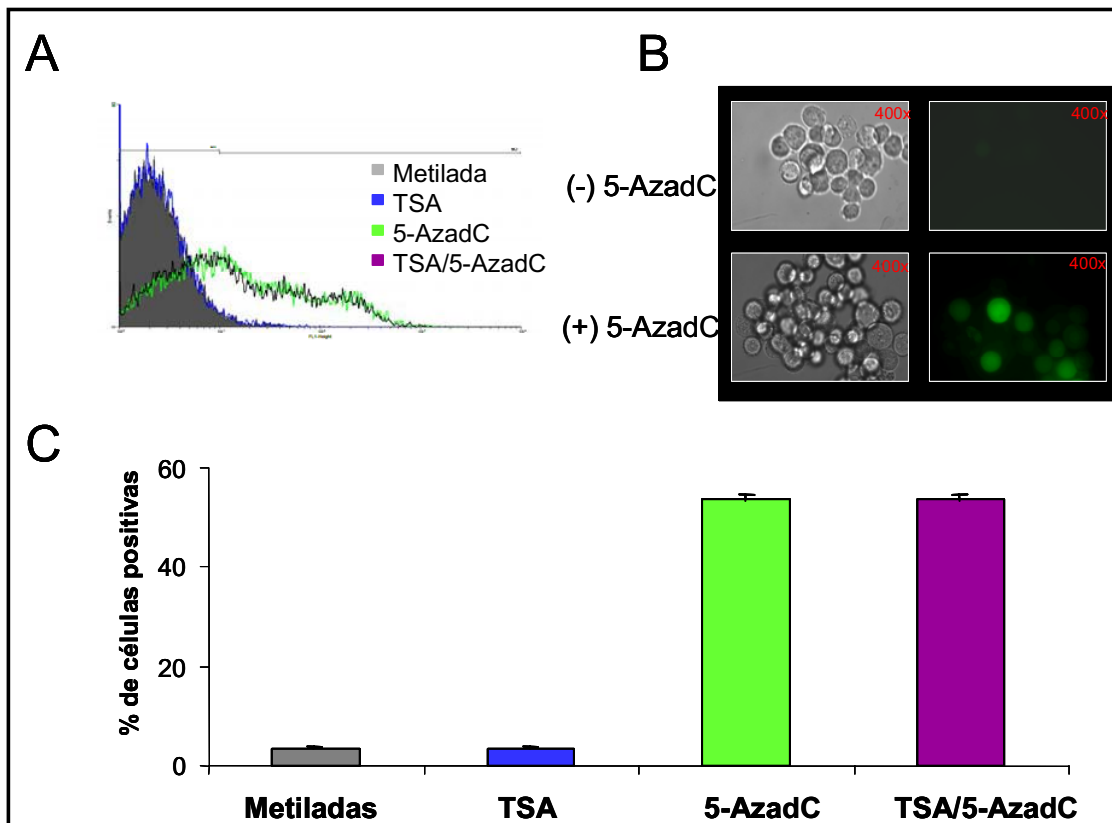 A
B
Metilada
TSA
5-AzadC
TSA/5-AzadC
(-) 5-AzadC
400x
400x
(+) 5-AzadC
400x
400x
C
% de células positivas
60
40
20
0
Metiladas
TSA
5-AzadC
TSA/5-AzadC